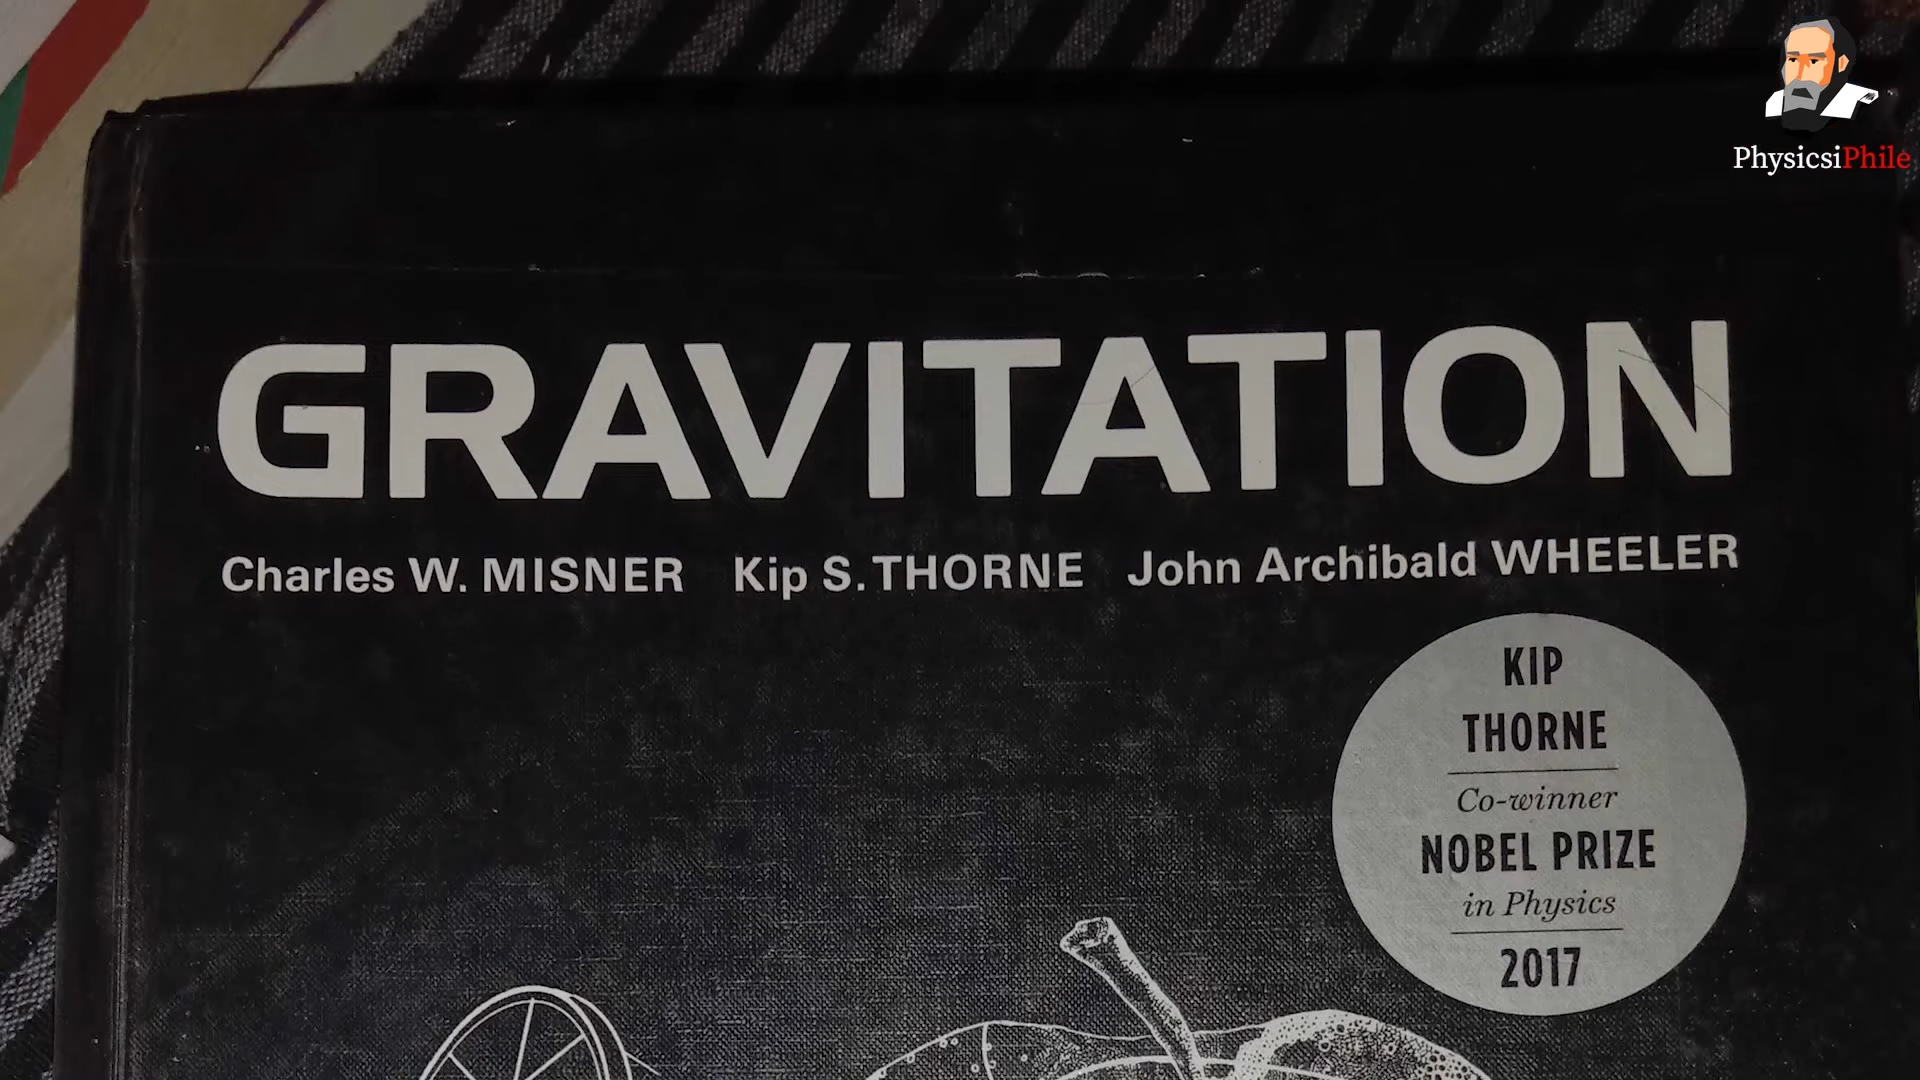 PhysicsiPhile
GRAVITATION
Charles W. MISNER Kip S. THORNE John Archibald WHEELER
KIP
THORNE
Co-winner
NOBEL PRIZE
in Physics
2017